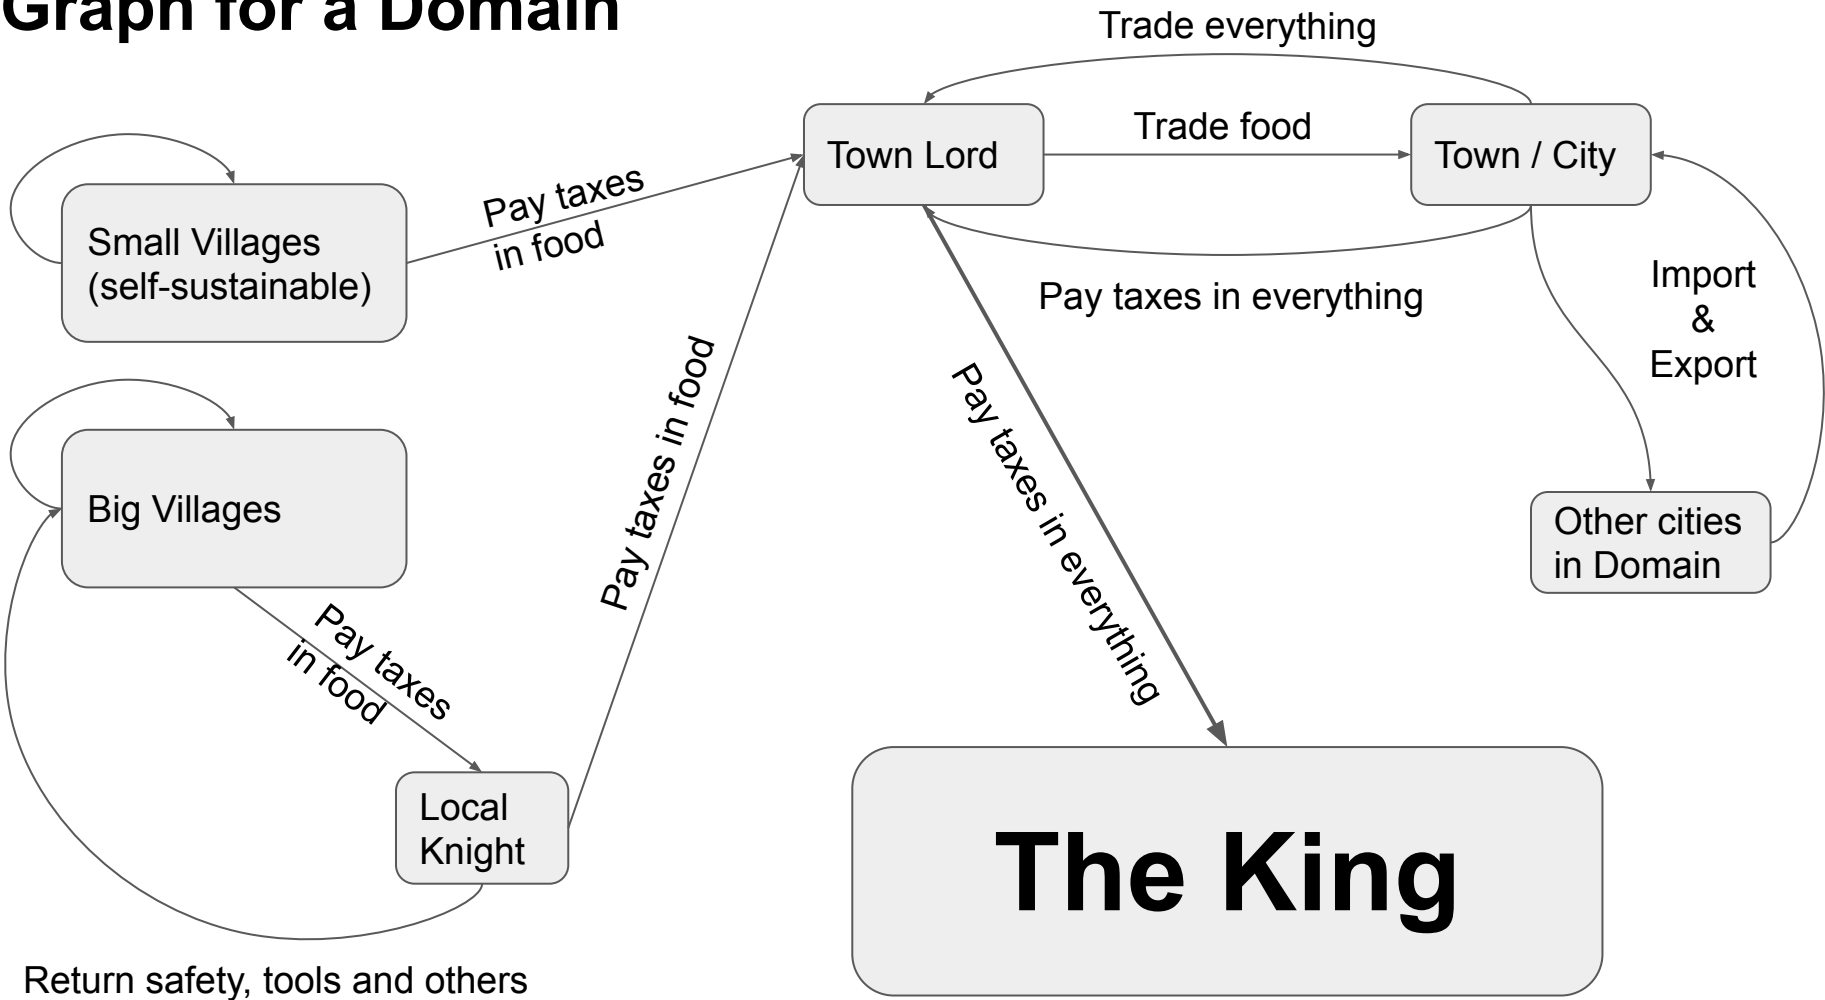 Graph for a Domain
Trade everything
Town Lord
Trade food
Town / City
Pay taxes
in food
Small Villages
(self-sustainable)
Import
&
Export
Pay taxes in everything
Pay taxes in food
Pay taxes in everything
Big Villages
Other cities
in Domain
Pay taxes
in food
Local
Knight
The King
Return safety, tools and others